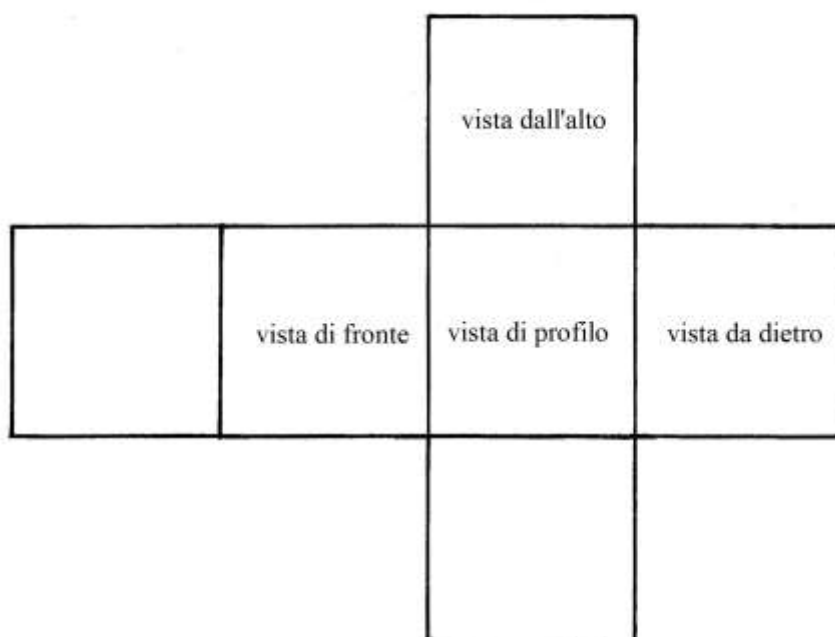 vista dall'alto
vista di fronte
vista di profilo
vista da dietro